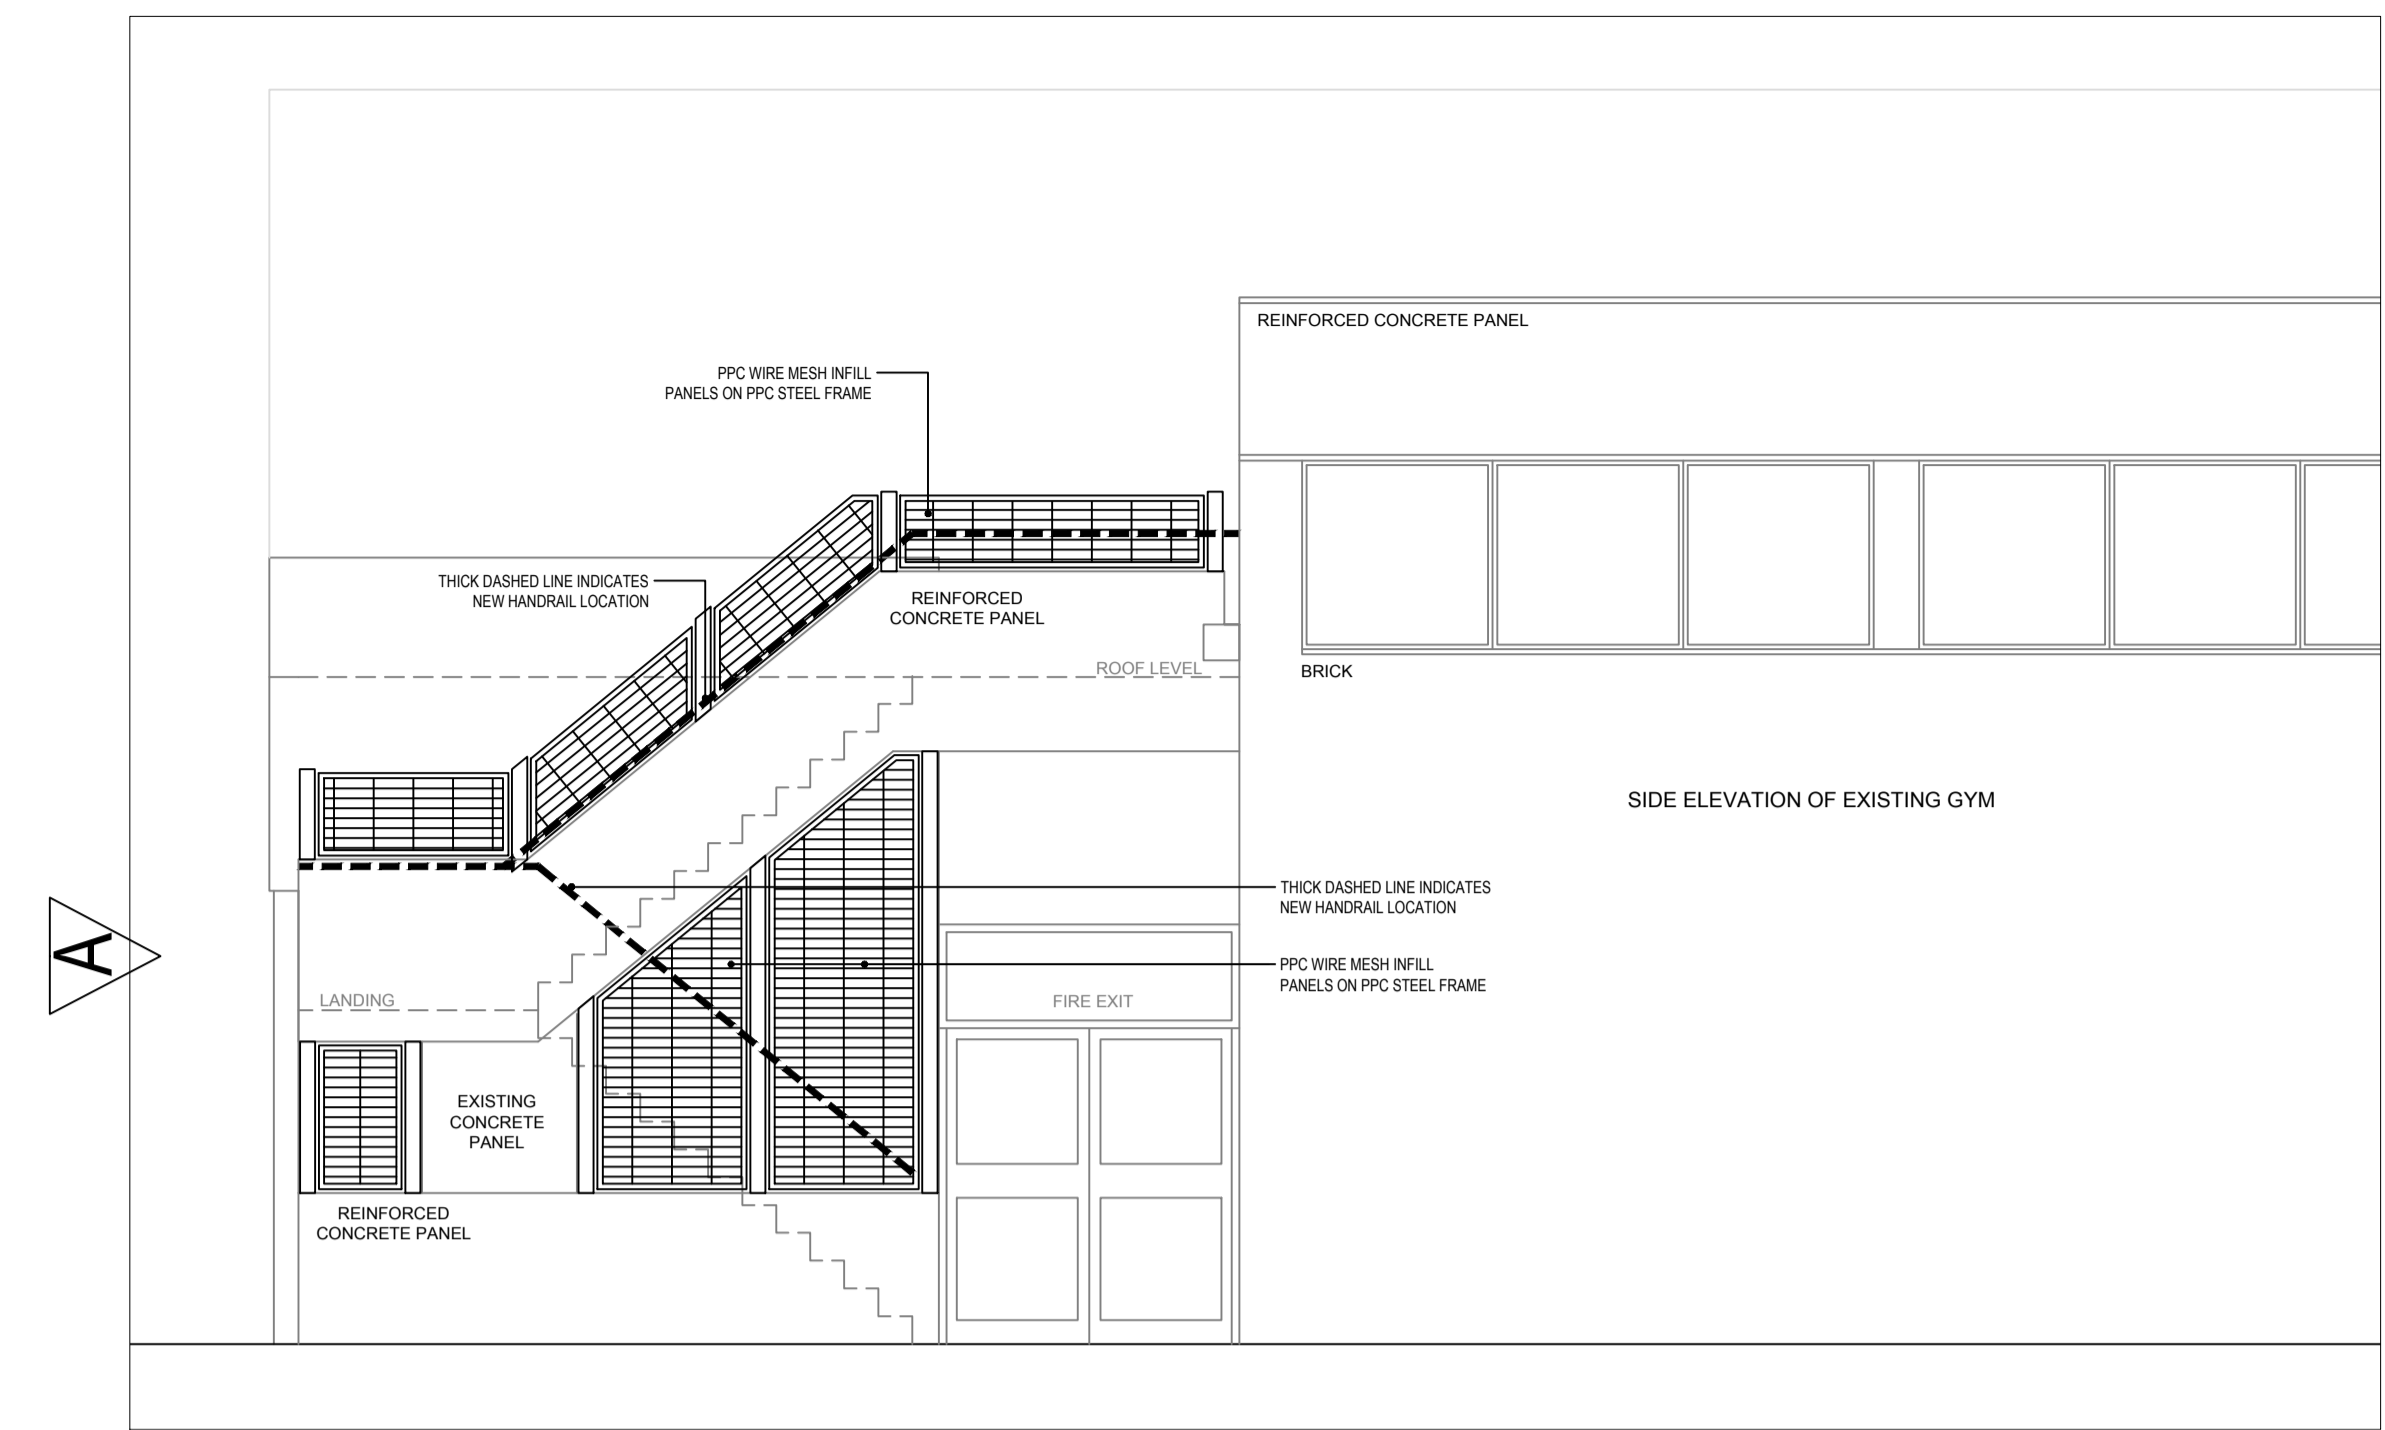 REINFORCED CONCRETE PANEL
PPC WIRE MESH INFILL
PANELS ON PPC STEEL FRAME
THICK DASHED LINE INDICATES
NEW HANDRAIL LOCATION
REINFORCED
CONCRETE PANEL
ROOF LEVEL
BRICK
SIDE ELEVATION OF EXISTING GYM
THICK DASHED LINE INDICATES
NEW HANDRAIL LOCATION
A
PPC WIRE MESH INFILL
PANELS ON PPC STEEL FRAME
LANDING
FIRE EXIT
EXISTING
CONCRETE
PANEL
REINFORCED
CONCRETE PANEL